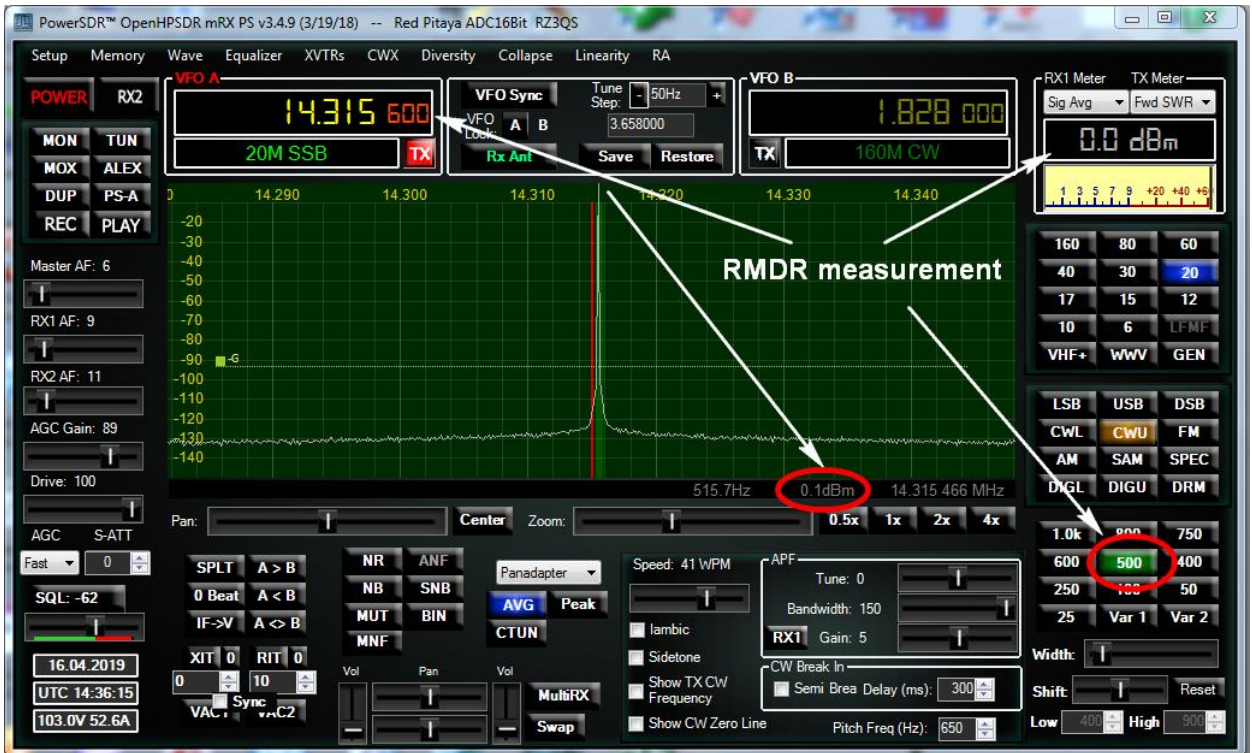 PowerSDR™ OpenHPSDR mRX PS v3.4.9 (3/19/18)  --  Red Pitaya ADC16Bit  RZ3QS
Setup Memory Wave Equalizer XVTRs CWX Diversity Collapse Linearity RA
POWER RX2
MON TUN
MOX ALEX
DUP PS-A
REC PLAY
VFO A
14.315 600
20M SSB TX
VFO Sync
Tune Step: - 50Hz +
VFO Lock: A B 3.658000
Rx Ant Save Restore
VFO B
1.828 000
TX 160M CW
RX1 Meter TX Meter
Sig Avg Fwd SWR
0.0 dBm
1 3 5 7 9 +20 +40 +6
0 14.290 14.300 14.310 14.320 14.330 14.340
-20
-30
-40
-50
-60
-70
-80
-90 -G
-100
-110
-120
-130
-140
RMDR measurement
515.7Hz 0.1dBm 14.315 466 MHz
Master AF: 6
RX1 AF: 9
RX2 AF: 11
AGC Gain: 89
Drive: 100
AGC S-ATT
Fast 0
SQL: -62
16.04.2019
UTC 14:36:15
103.0V 52.6A
Pan: Center Zoom: 0.5x 1x 2x 4x
SPLT A > B
0 Beat A < B
IF->V A <> B
XIT 0 RIT 0
0 10
Sync
VAC1 VAC2
NR ANF
NB SNB
MUT BIN
MNF
Panadapter
AVG Peak
CTUN
Vol Pan Vol
MultiRX
Swap
Speed: 41 WPM
Iambic
Sidetone
Show TX CW Frequency
Show CW Zero Line
APF
Tune: 0
Bandwidth: 150
RX1 Gain: 5
CW Break In
Semi Brea Delay (ms): 300
Pitch Freq (Hz): 650
160 80 60
40 30 20
17 15 12
10 6 LFMF
VHF+ WWV GEN
LSB USB DSB
CWL CWU FM
AM SAM SPEC
DIGL DIGU DRM
1.0k 800 750
600 500 400
250 100 50
25 Var 1 Var 2
Width:
Shift: Reset
Low 400 High 900